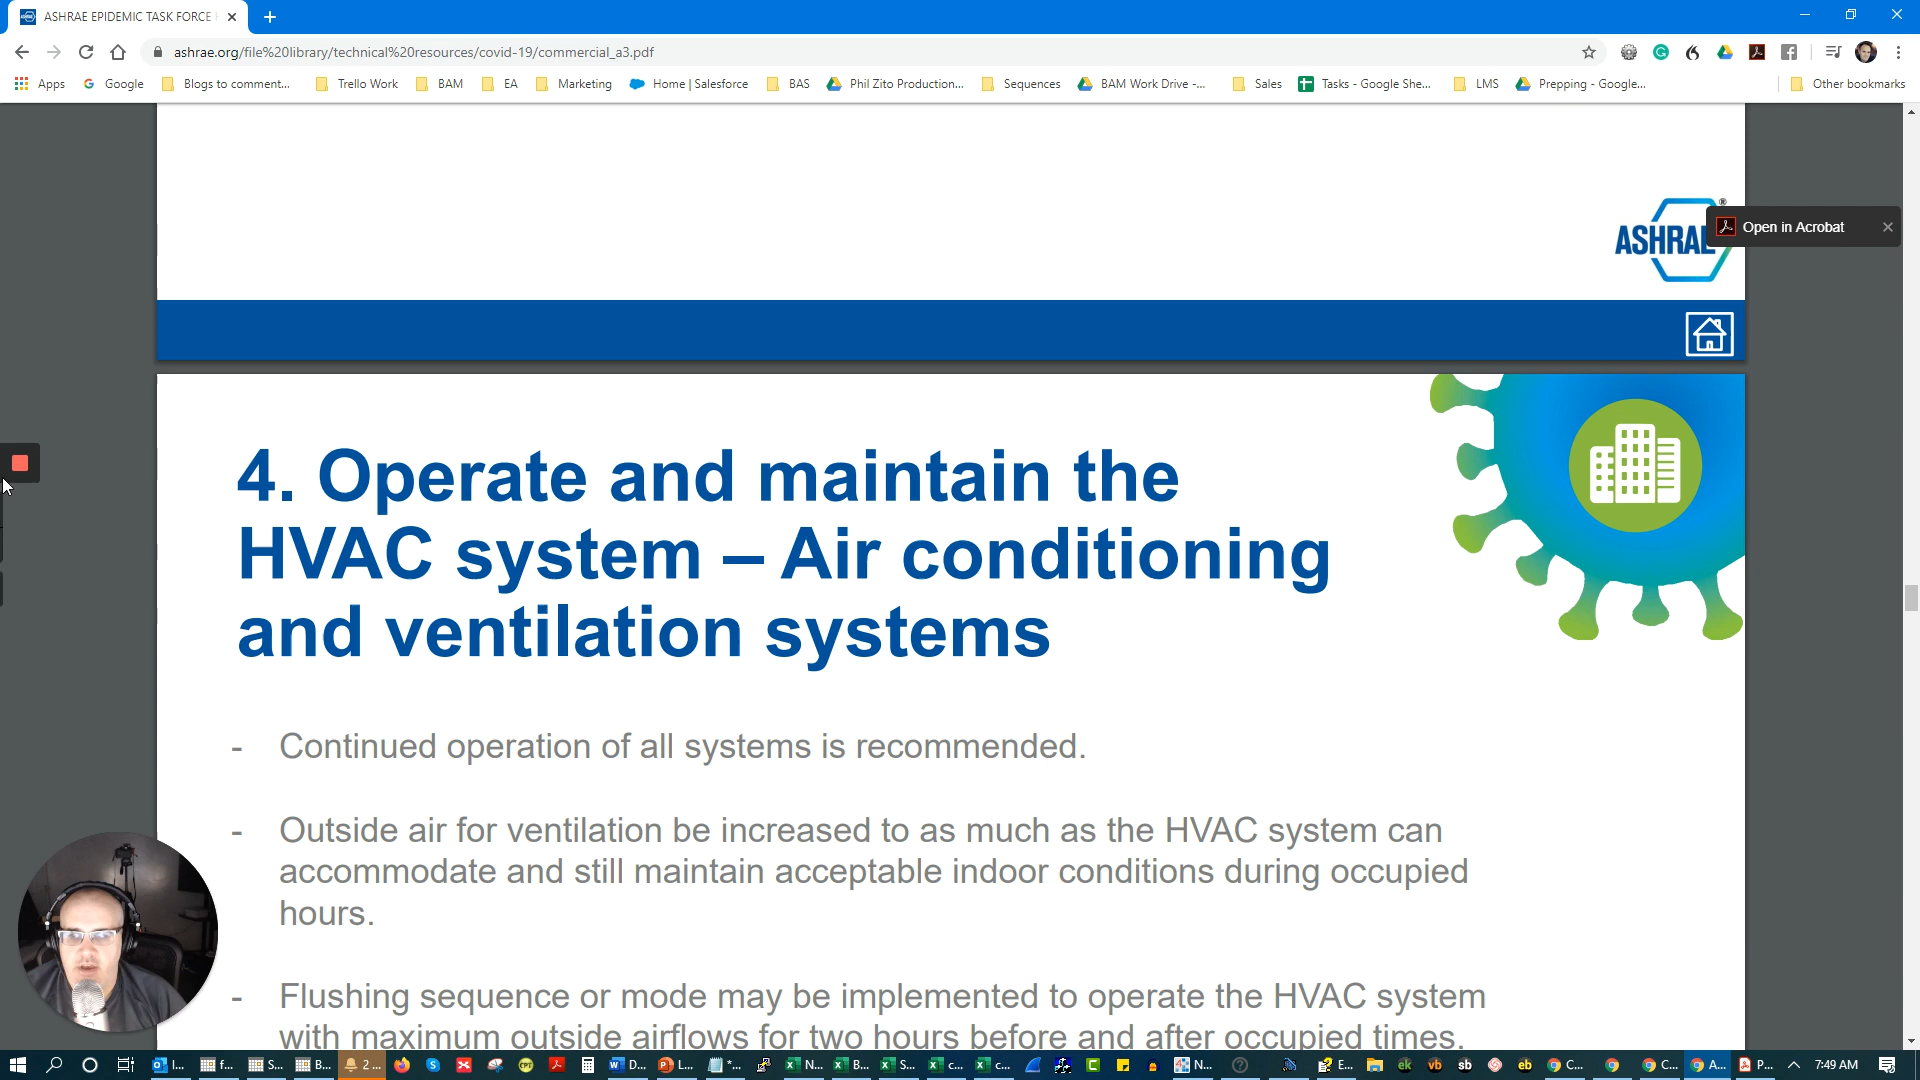 ASHRAE EPIDEMIC TASK FORCE
ashrae.org/file%20library/technical%20resources/covid-19/commercial_a3.pdf
Apps Google Blogs to comment... Trello Work BAM EA Marketing Home | Salesforce BAS Phil Zito Production... Sequences BAM Work Drive -... Sales Tasks - Google She... LMS Prepping - Google... Other bookmarks
ASHRAE
Open in Acrobat
4. Operate and maintain the
HVAC system – Air conditioning
and ventilation systems
- Continued operation of all systems is recommended.
- Outside air for ventilation be increased to as much as the HVAC system can
accommodate and still maintain acceptable indoor conditions during occupied
hours.
- Flushing sequence or mode may be implemented to operate the HVAC system
with maximum outside airflows for two hours before and after occupied times.
I... f... S... B... 2... D... L... *... N... B... S... c... c... N... E... ek vb sb eb C... C... A... P... 7:49 AM